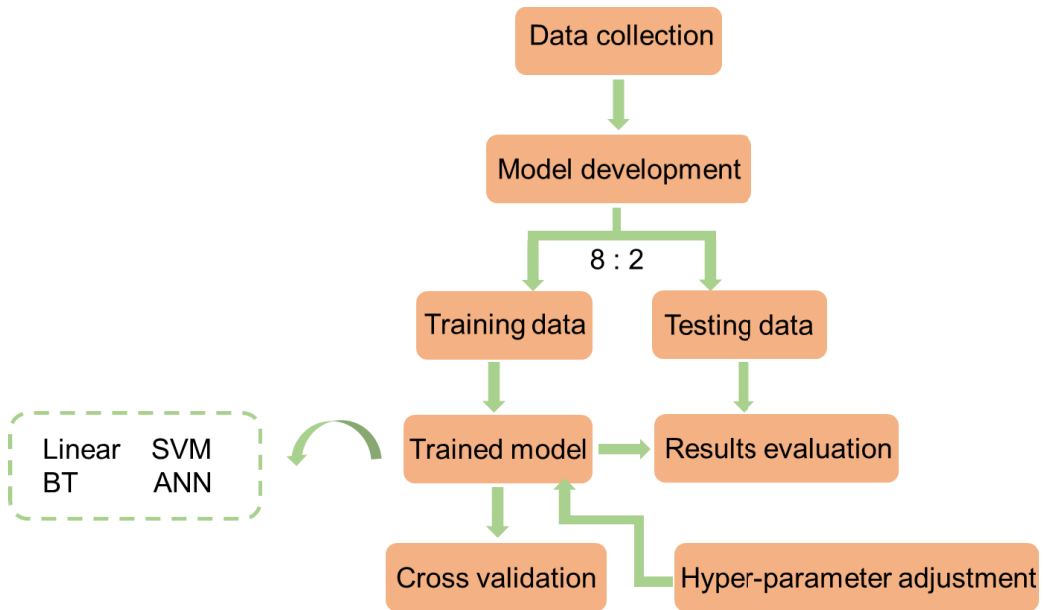 Data collection
Model development
8 : 2
Training data
Testing data
Linear SVM
BT ANN
Trained model
Results evaluation
Cross validation
Hyper-parameter adjustment